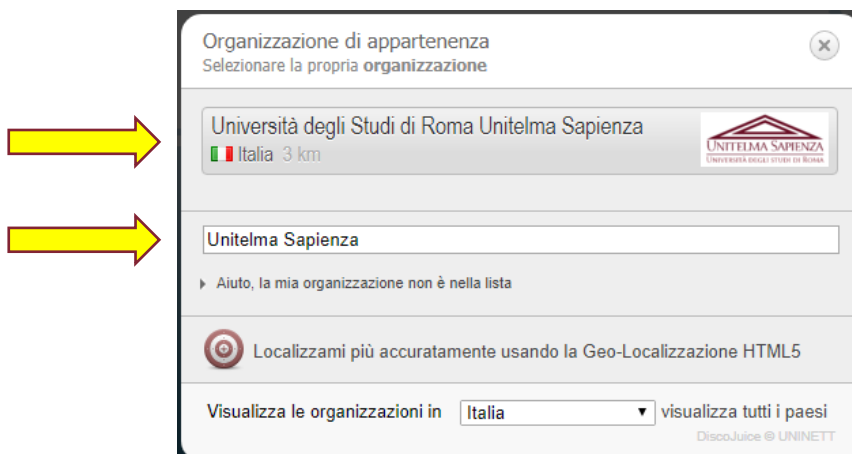 Organizzazione di appartenenza
Selezionare la propria organizzazione
Università degli Studi di Roma Unitelma Sapienza
Italia 3 km
UNITELMA SAPIENZA
UNIVERSITÀ DEGLI STUDI DI ROMA
Unitelma Sapienza
Aiuto, la mia organizzazione non è nella lista
Localizzami più accuratamente usando la Geo-Localizzazione HTML5
Visualizza le organizzazioni in Italia visualizza tutti i paesi
DiscoJuice © UNINETT